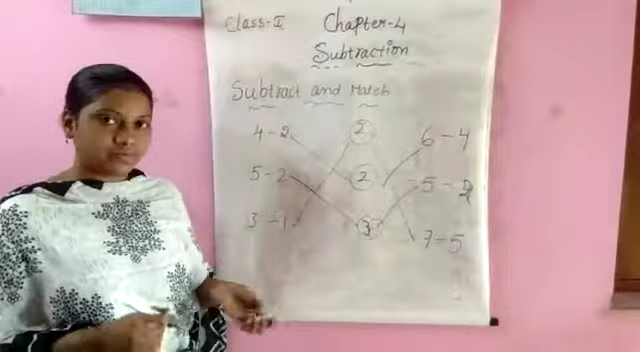 Class-II Chapter-4
Subtraction
Subtract and Match
4-2 2 6-4
5-2 2 5-2
3-1 3 7-5